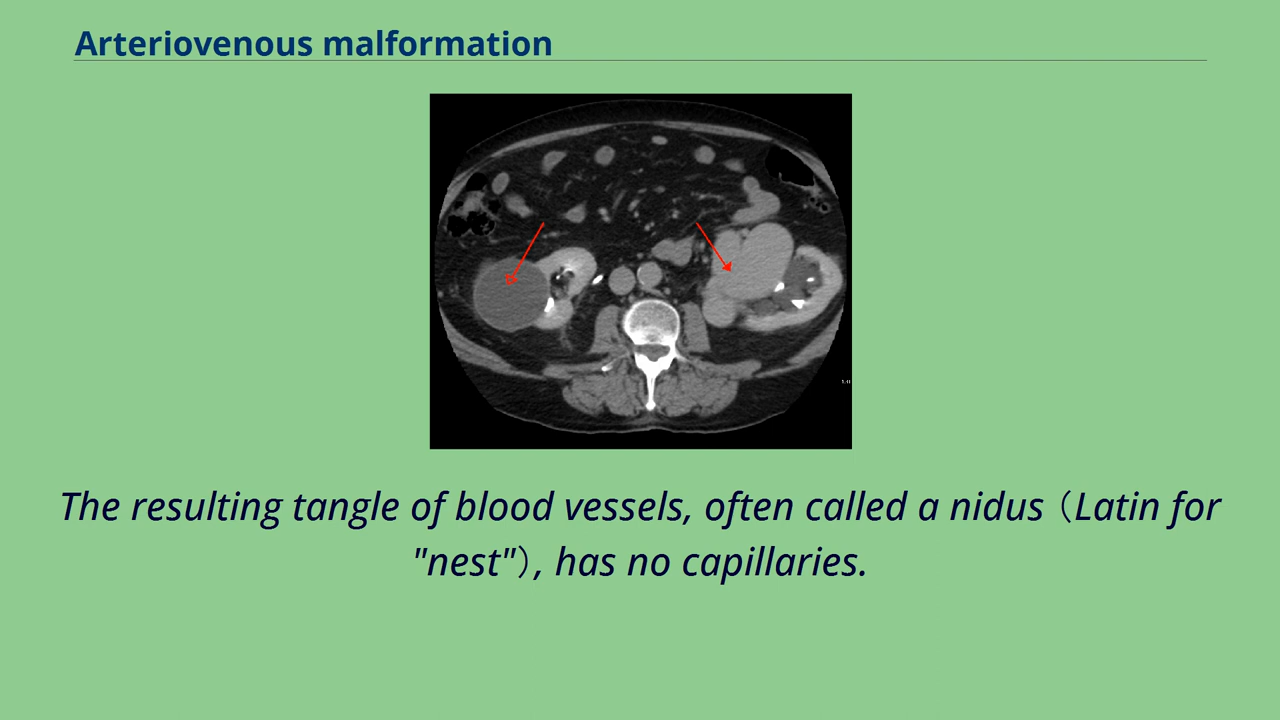 Arteriovenous malformation
The resulting tangle of blood vessels, often called a nidus（Latin for
"nest"）, has no capillaries.